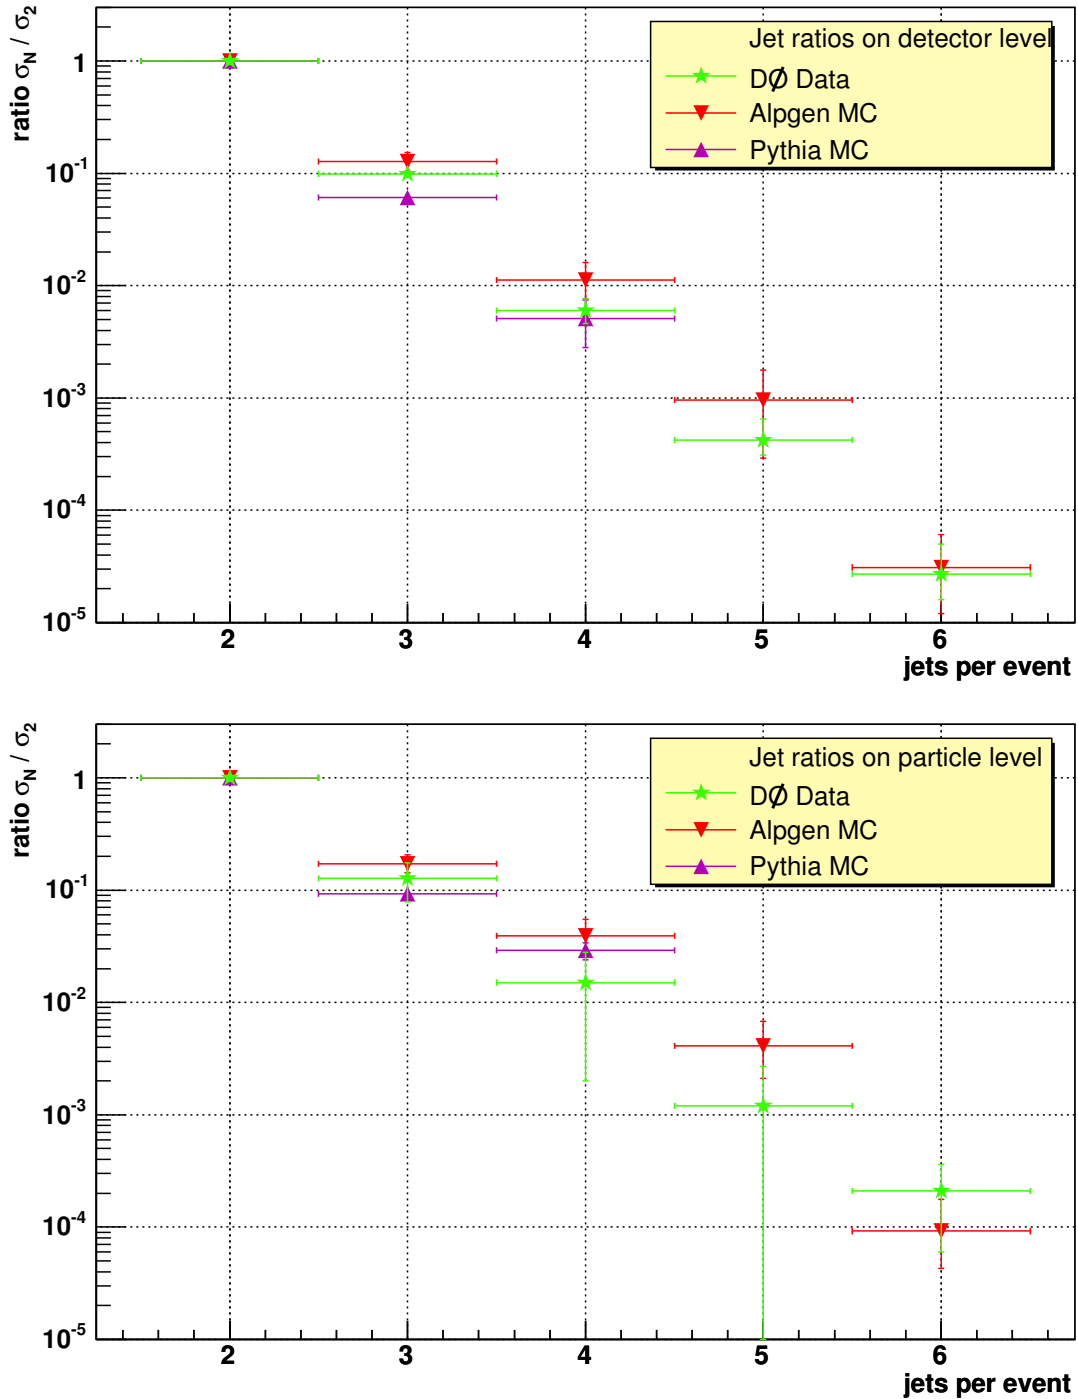 ratio σN / σ2
1
10-1
10-2
10-3
10-4
10-5
Jet ratios on detector level
DØ Data
Alpgen MC
Pythia MC
2 3 4 5 6
jets per event
ratio σN / σ2
1
10-1
10-2
10-3
10-4
10-5
Jet ratios on particle level
DØ Data
Alpgen MC
Pythia MC
2 3 4 5 6
jets per event